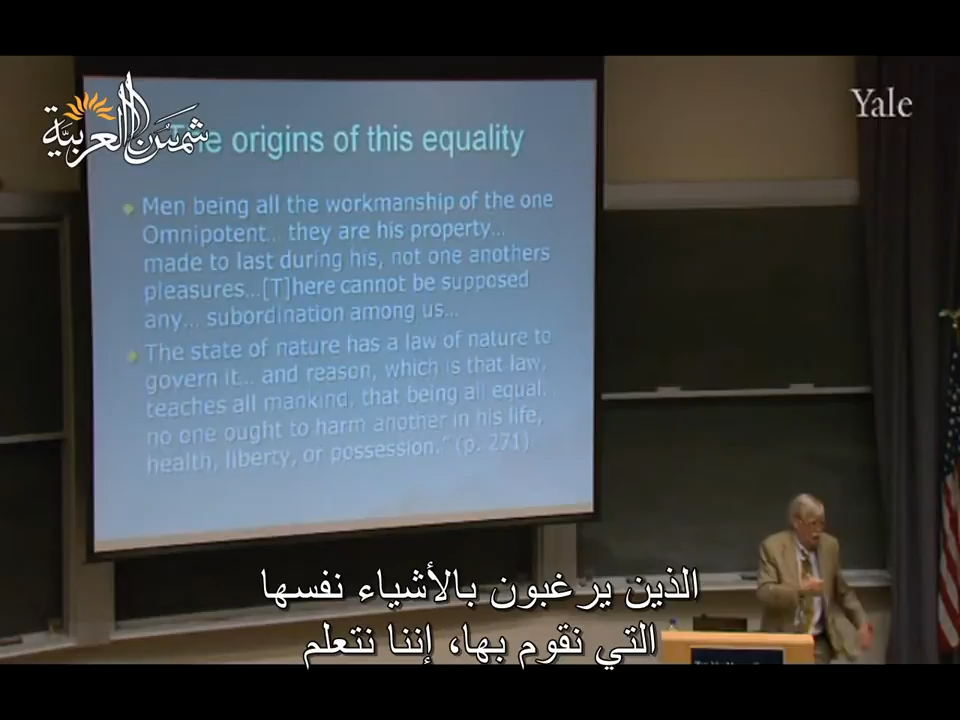 شمس العربية
Yale
The origins of this equality
Men being all the workmanship of the one
Omnipotent.. they are his property...
made to last during his, not one anothers
pleasures...[T]here cannot be supposed
any... subordination among us...
The state of nature has a law of nature to
govern it... and reason, which is that law,
teaches all mankind, that being all equal..
no one ought to harm another in his life,
health, liberty, or possession." (p. 271)
الذين يرغبون بالأشياء نفسها
التي نقوم بها، إننا نتعلم